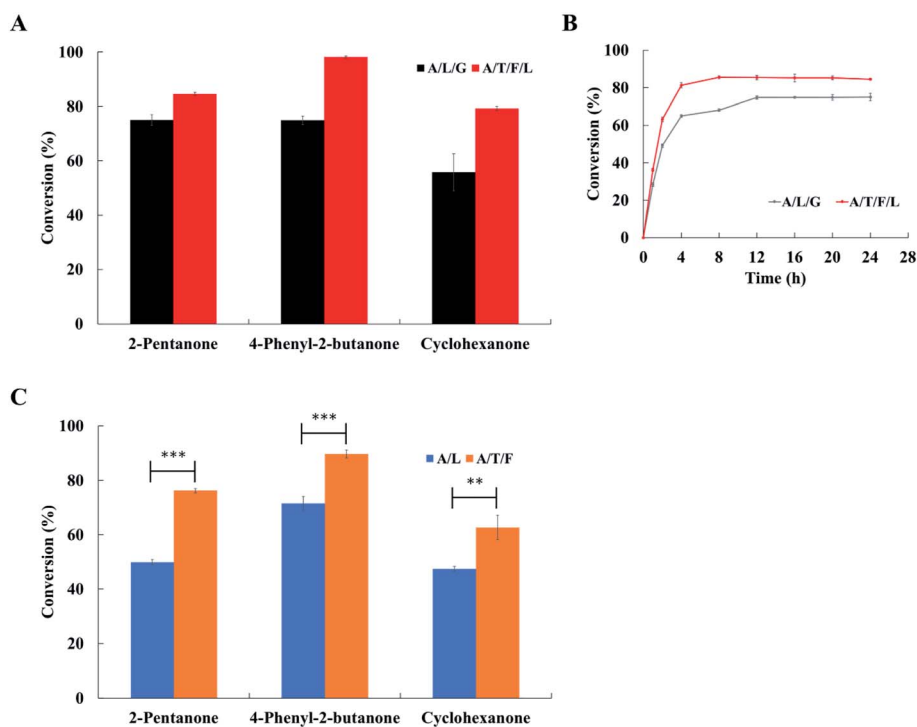 A
100
80
60
40
20
0
Conversion (%)
A/L/G A/T/F/L
2-Pentanone 4-Phenyl-2-butanone Cyclohexanone
B
100
80
60
40
20
0
Conversion (%)
A/L/G A/T/F/L
0 4 8 12 16 20 24 28
Time (h)
C
100
80
60
40
20
0
Conversion (%)
*** *** **
A/L A/T/F
2-Pentanone 4-Phenyl-2-butanone Cyclohexanone